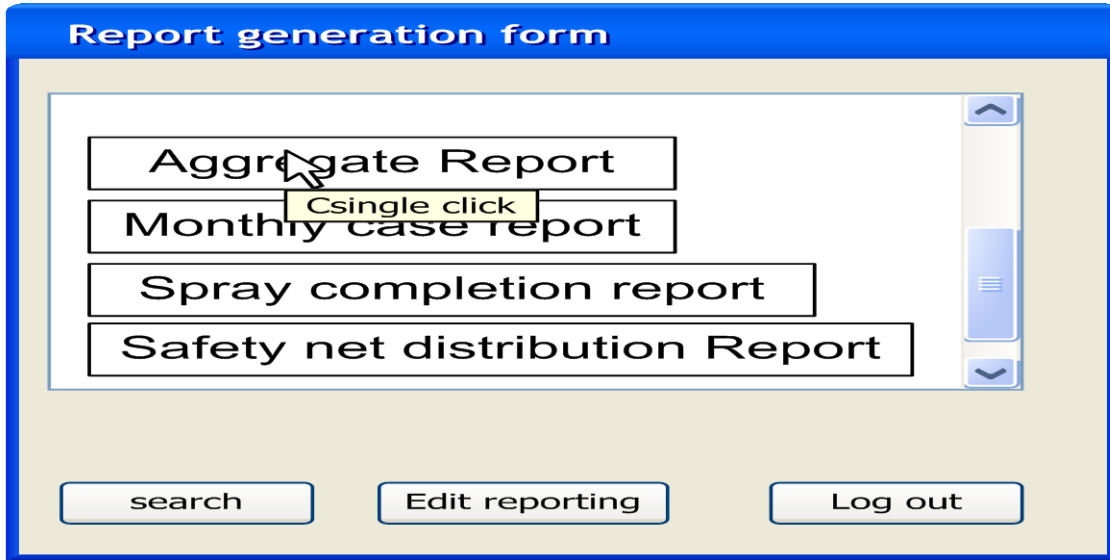 Report generation form
Aggregate Report
Csingle click
Monthly case report
Spray completion report
Safety net distribution Report
search
Edit reporting
Log out